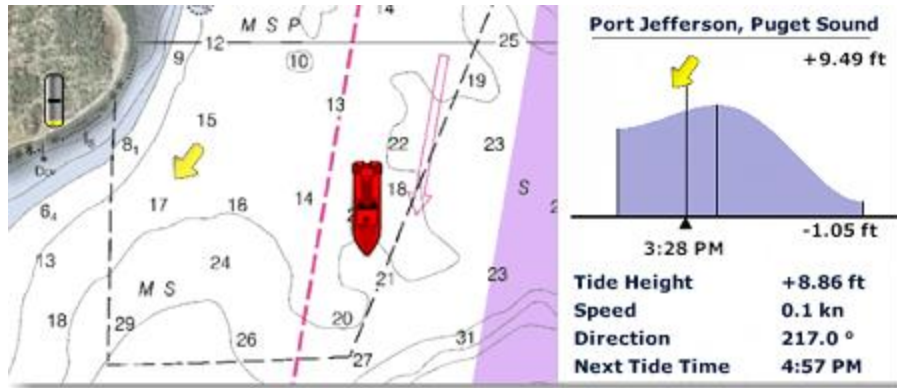 14
M S P
12
25
9
10
19
13
15
22
8₁
23
18
17
16
14
S
6₄
13
24
21
23
M S
18
29
20
26
31
27
Port Jefferson, Puget Sound
+9.49 ft
-1.05 ft
3:28 PM
Tide Height +8.86 ft
Speed 0.1 kn
Direction 217.0 º
Next Tide Time 4:57 PM